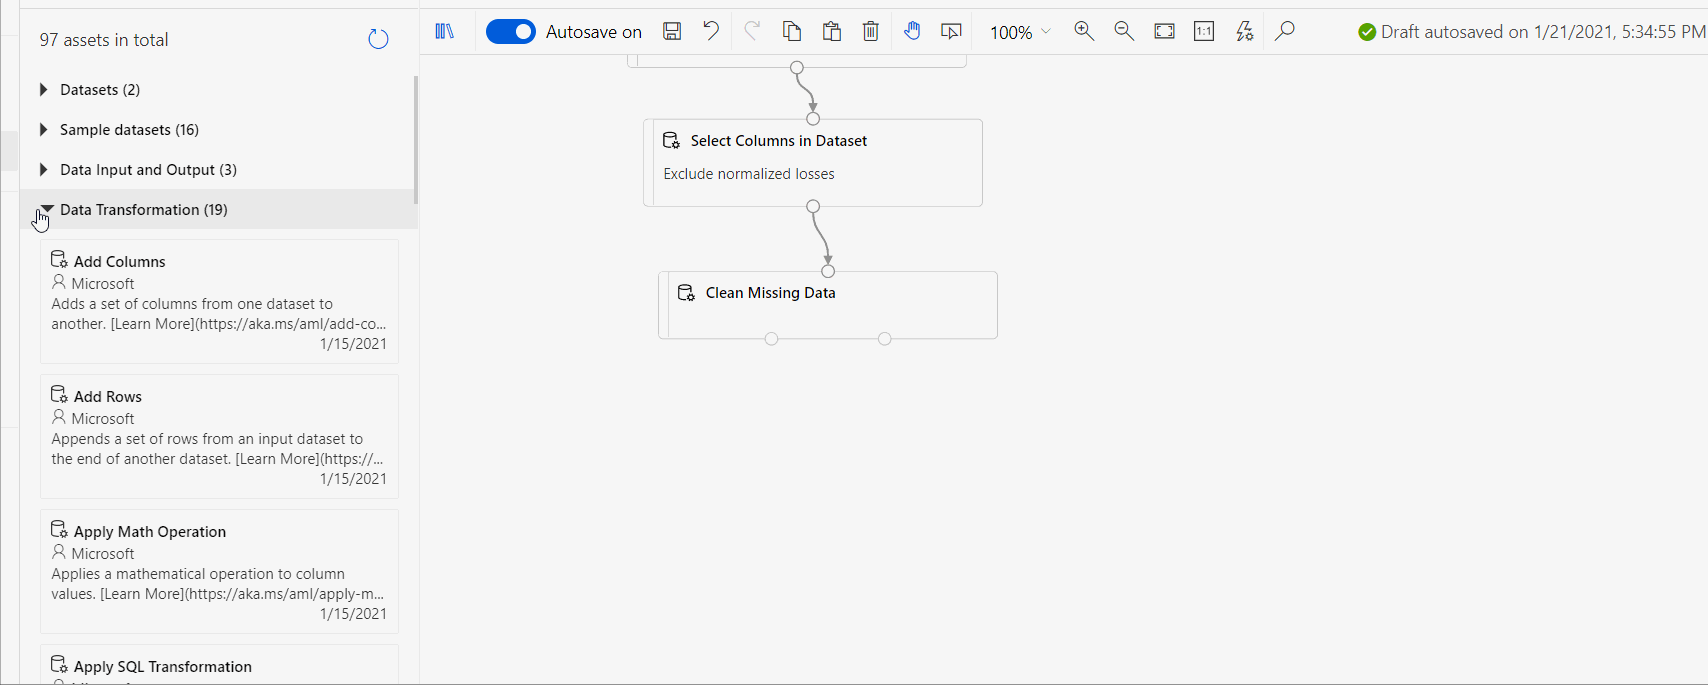 97 assets in total
Autosave on
100%
1:1
Draft autosaved on 1/21/2021, 5:34:55 PM
Datasets (2)
Sample datasets (16)
Data Input and Output (3)
Data Transformation (19)
Add Columns
Microsoft
Adds a set of columns from one dataset to
another. [Learn More](https://aka.ms/aml/add-co...
1/15/2021
Add Rows
Microsoft
Appends a set of rows from an input dataset to
the end of another dataset. [Learn More](https://...
1/15/2021
Apply Math Operation
Microsoft
Applies a mathematical operation to column
values. [Learn More](https://aka.ms/aml/apply-m...
1/15/2021
Apply SQL Transformation
Select Columns in Dataset
Exclude normalized losses
Clean Missing Data